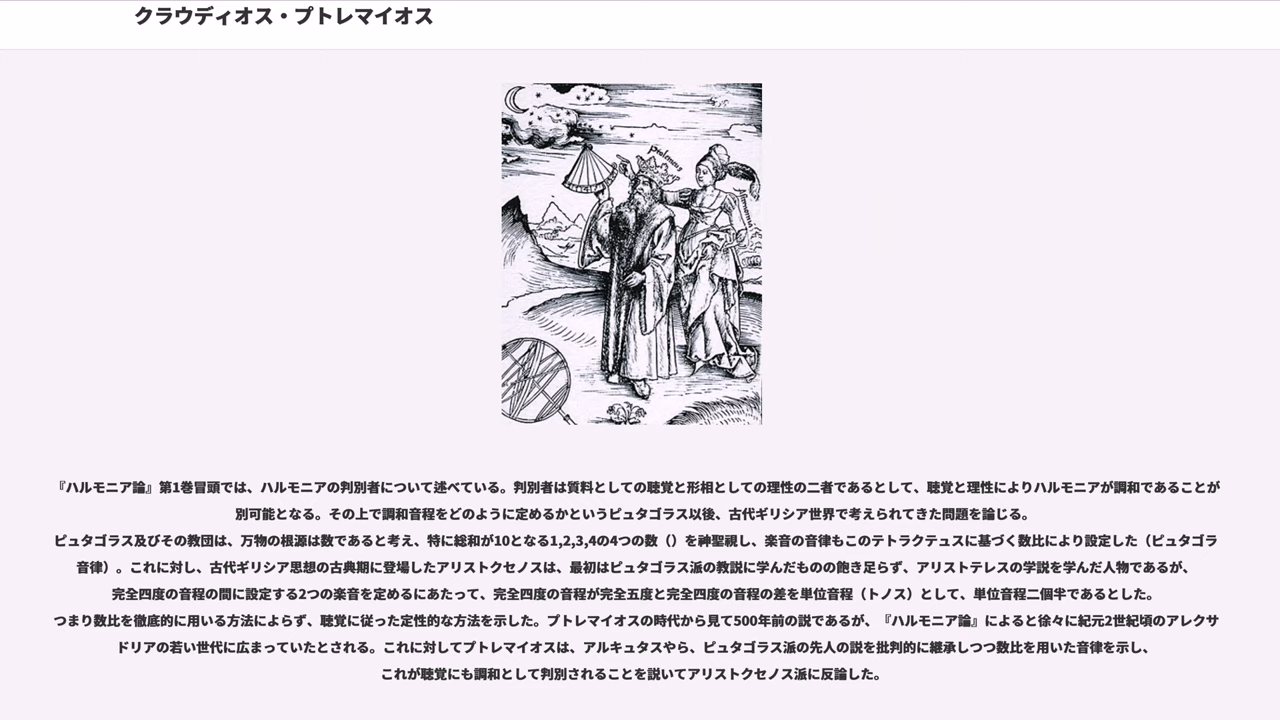 クラウディオス・プトレマイオス
Ptolemeus
『ハルモニア論』第1巻冒頭では、ハルモニアの判別者について述べている。判別者は質料としての聴覚と形相としての理性の二者であるとして、聴覚と理性によりハルモニアが調和であることが
別可能となる。その上で調和音程をどのように定めるかというピュタゴラス以後、古代ギリシア世界で考えられてきた問題を論じる。
ピュタゴラス及びその教団は、万物の根源は数であると考え、特に総和が10となる1,2,3,4の4つの数（）を神聖視し、楽音の音律もこのテトラクテュスに基づく数比により設定した（ピュタゴラ
音律）。これに対し、古代ギリシア思想の古典期に登場したアリストクセノスは、最初はピュタゴラス派の教説に学んだものの飽き足らず、アリストテレスの学説を学んだ人物であるが、
完全四度の音程の間に設定する2つの楽音を定めるにあたって、完全四度の音程が完全五度と完全四度の音程の差を単位音程（トノス）として、単位音程二個半であるとした。
つまり数比を徹底的に用いる方法によらず、聴覚に従った定性的な方法を示した。プトレマイオスの時代から見て500年前の説であるが、『ハルモニア論』によると徐々に紀元2世紀頃のアレクサ
ドリアの若い世代に広まっていたとされる。これに対してプトレマイオスは、アルキュタスやら、ピュタゴラス派の先人の説を批判的に継承しつつ数比を用いた音律を示し、
これが聴覚にも調和として判別されることを説いてアリストクセノス派に反論した。